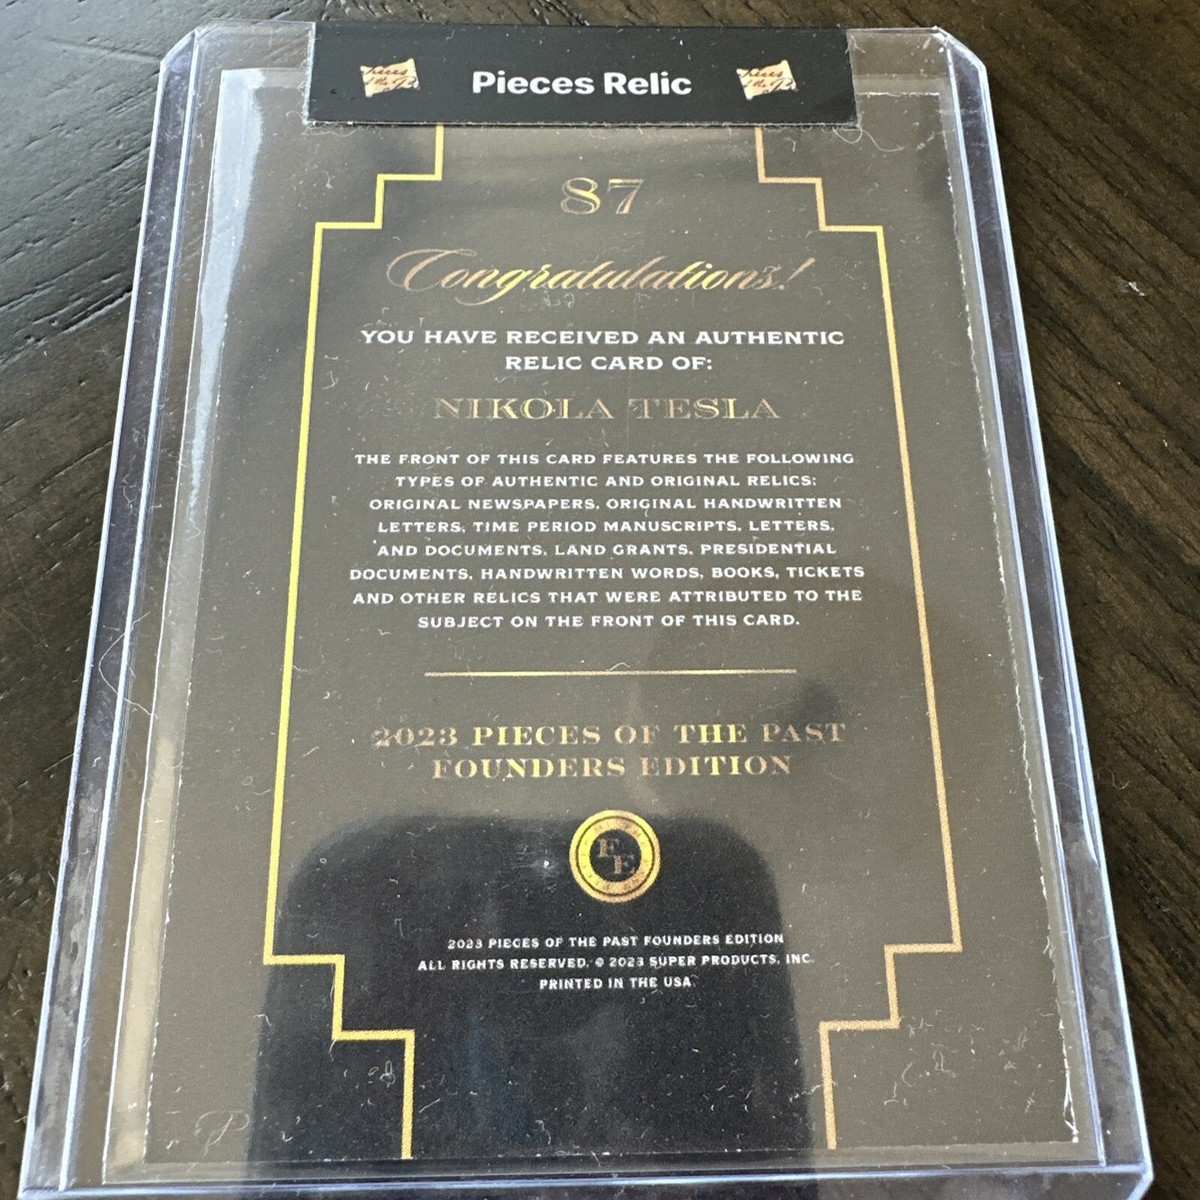 Pieces Relic
87
Congratulations!
YOU HAVE RECEIVED AN AUTHENTIC
RELIC CARD OF:
NIKOLA TESLA
THE FRONT OF THIS CARD FEATURES THE FOLLOWING
TYPES OF AUTHENTIC AND ORIGINAL RELICS:
ORIGINAL NEWSPAPERS, ORIGINAL HANDWRITTEN
LETTERS, TIME PERIOD MANUSCRIPTS, LETTERS,
AND DOCUMENTS, LAND GRANTS, PRESIDENTIAL
DOCUMENTS, HANDWRITTEN WORDS, BOOKS, TICKETS
AND OTHER RELICS THAT WERE ATTRIBUTED TO THE
SUBJECT ON THE FRONT OF THIS CARD.
2023 PIECES OF THE PAST
FOUNDERS EDITION
FE
2023 PIECES OF THE PAST FOUNDERS EDITION
ALL RIGHTS RESERVED. © 2023 SUPER PRODUCTS, INC.
PRINTED IN THE USA